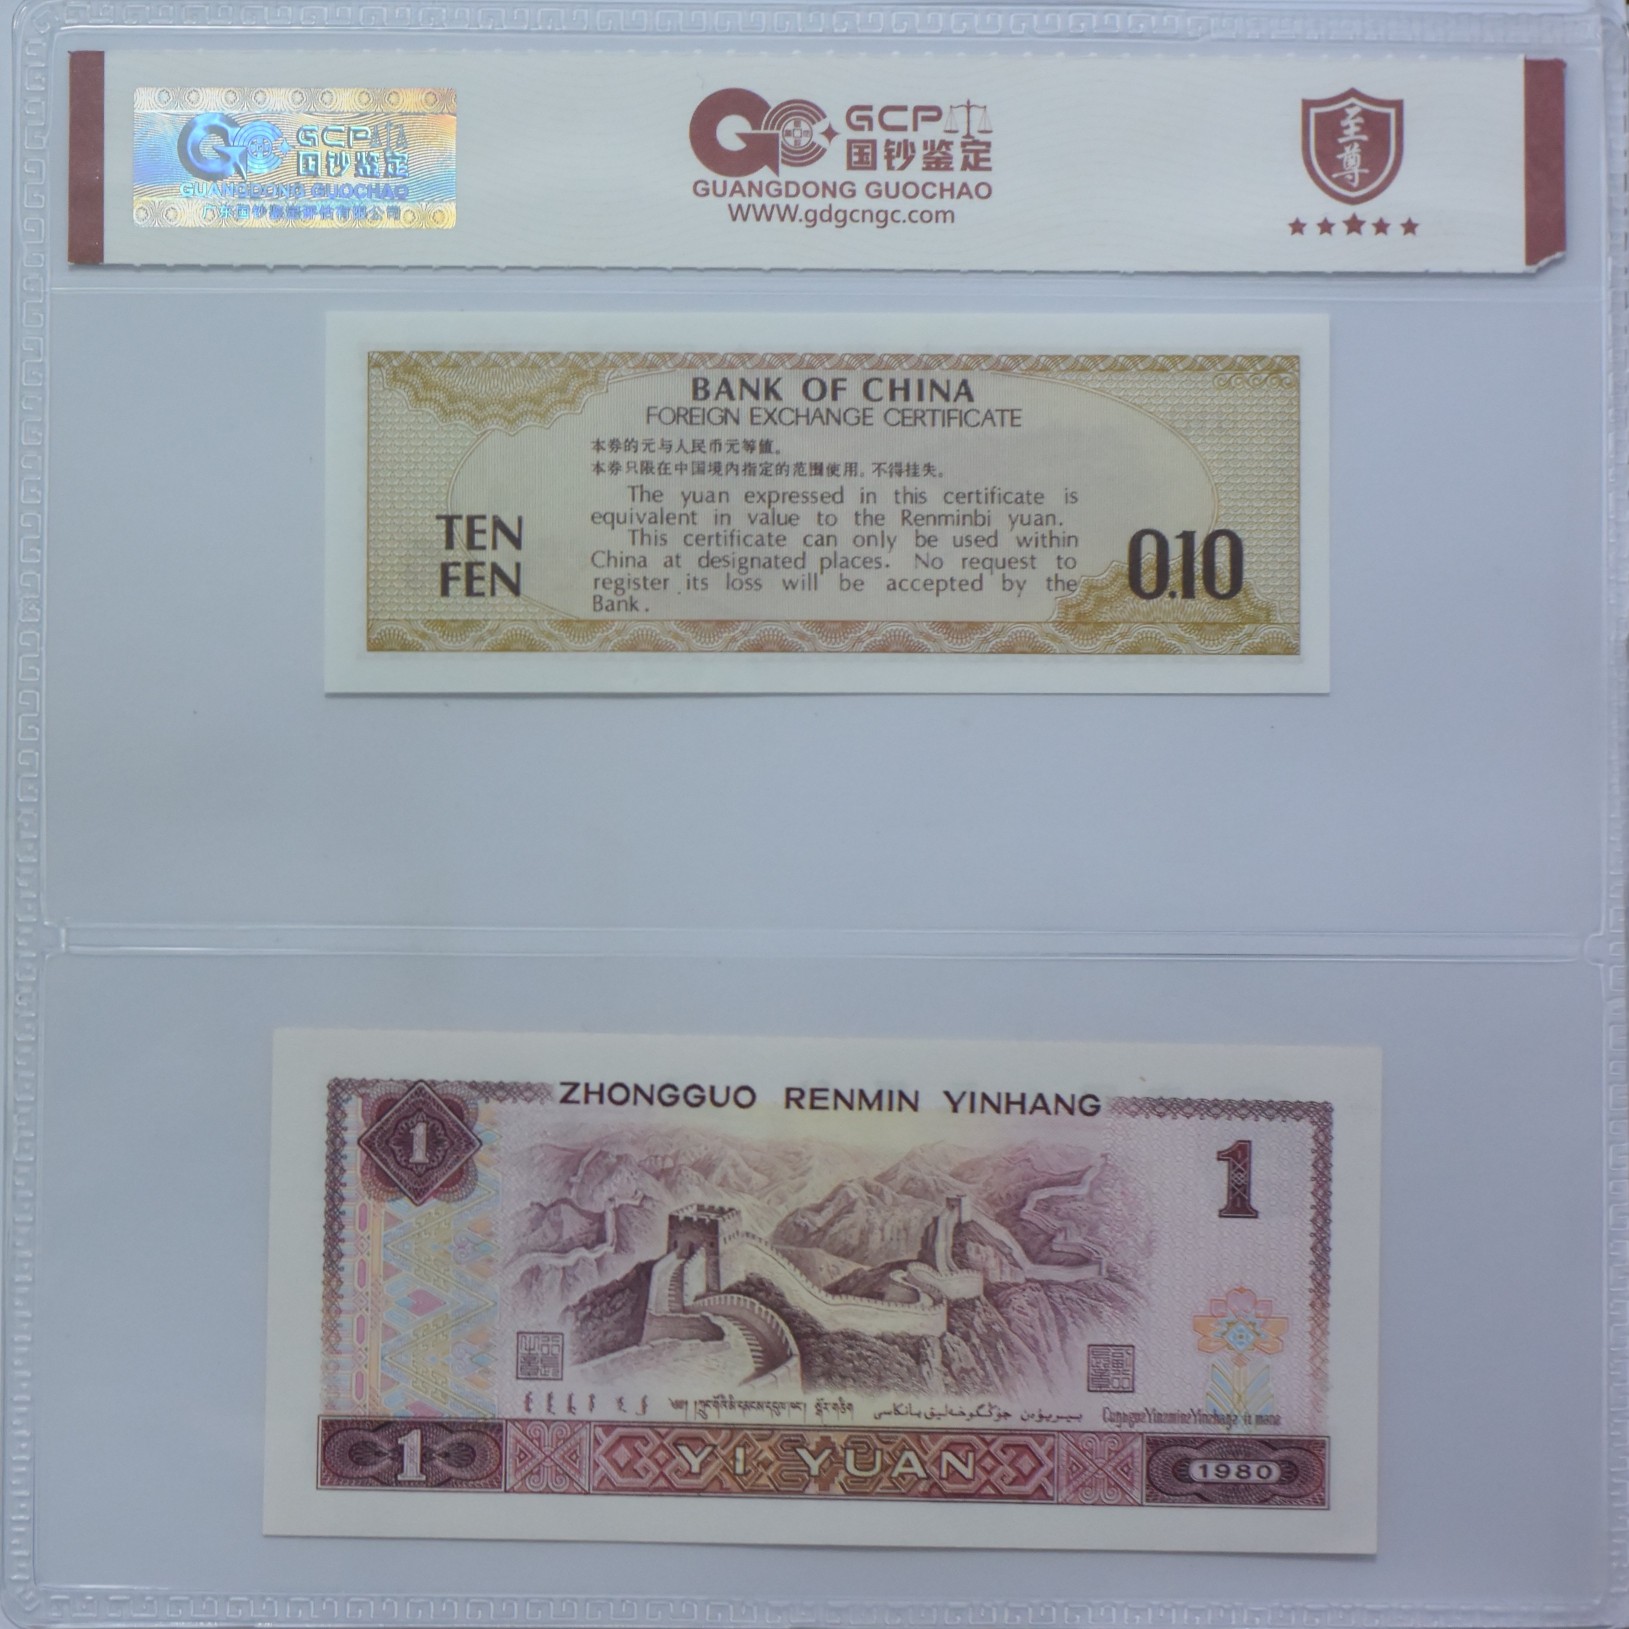 GCP
国钞鉴定
GUANGDONG GUOCHAO
GCP
国钞鉴定
GUANGDONG GUOCHAO
WWW.gdgcngc.com
至尊
BANK OF CHINA
FOREIGN EXCHANGE CERTIFICATE
本券的元与人民币元等值。
本券只限在中国境内指定的范围使用。不得挂失。
The yuan expressed in this certificate is
equivalent in value to the Renminbi yuan.
This certificate can only be used within
China at designated places. No request to
register its loss will be accepted by the
Bank.
TEN
FEN
0.10
ZHONGGUO RENMIN YINHANG
1
1
1
YI YUAN
1980